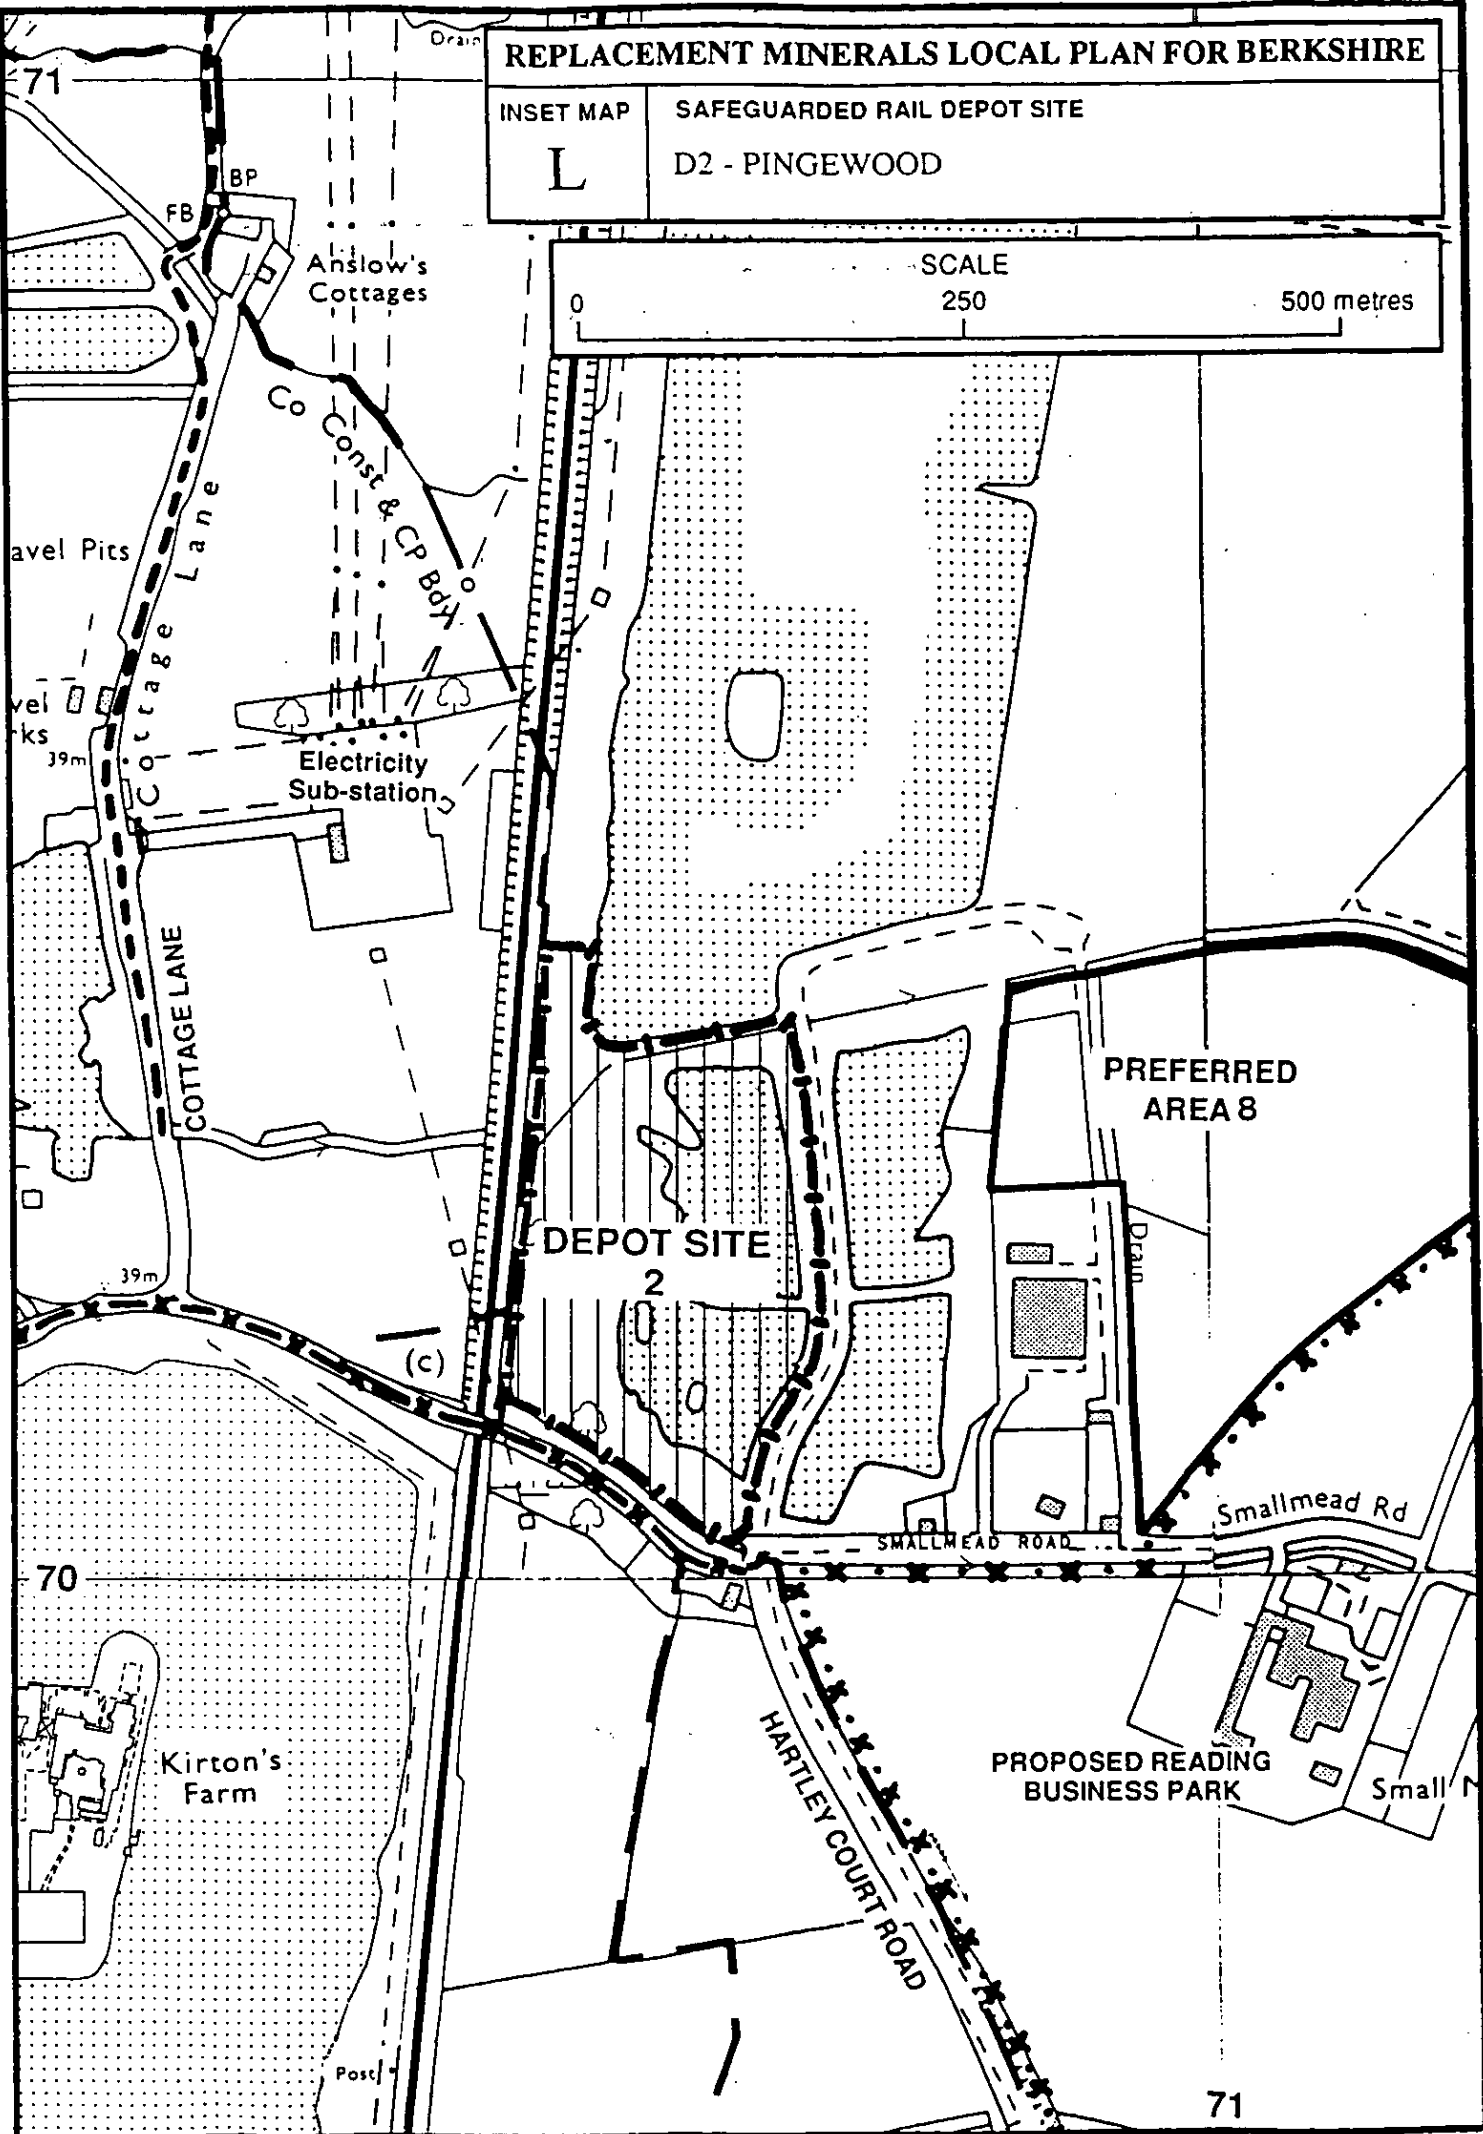 REPLACEMENT MINERALS LOCAL PLAN FOR BERKSHIRE
INSET MAP
L
SAFEGUARDED RAIL DEPOT SITE
D2 - PINGEWOOD
SCALE
0 250 500 metres
Drain
71
BP
FB
Anslow's
Cottages
Co Const & CP Bdy
Cottage Lane
avel Pits
vel
ks
39m
Electricity
Sub-station
COTTAGE LANE
PREFERRED
AREA 8
DEPOT SITE
2
Drain
39m
(c)
Smallmead Rd
SMALLMEAD ROAD
70
Kirton's
Farm
HARTLEY COURT ROAD
PROPOSED READING
BUSINESS PARK
Small
Post
71